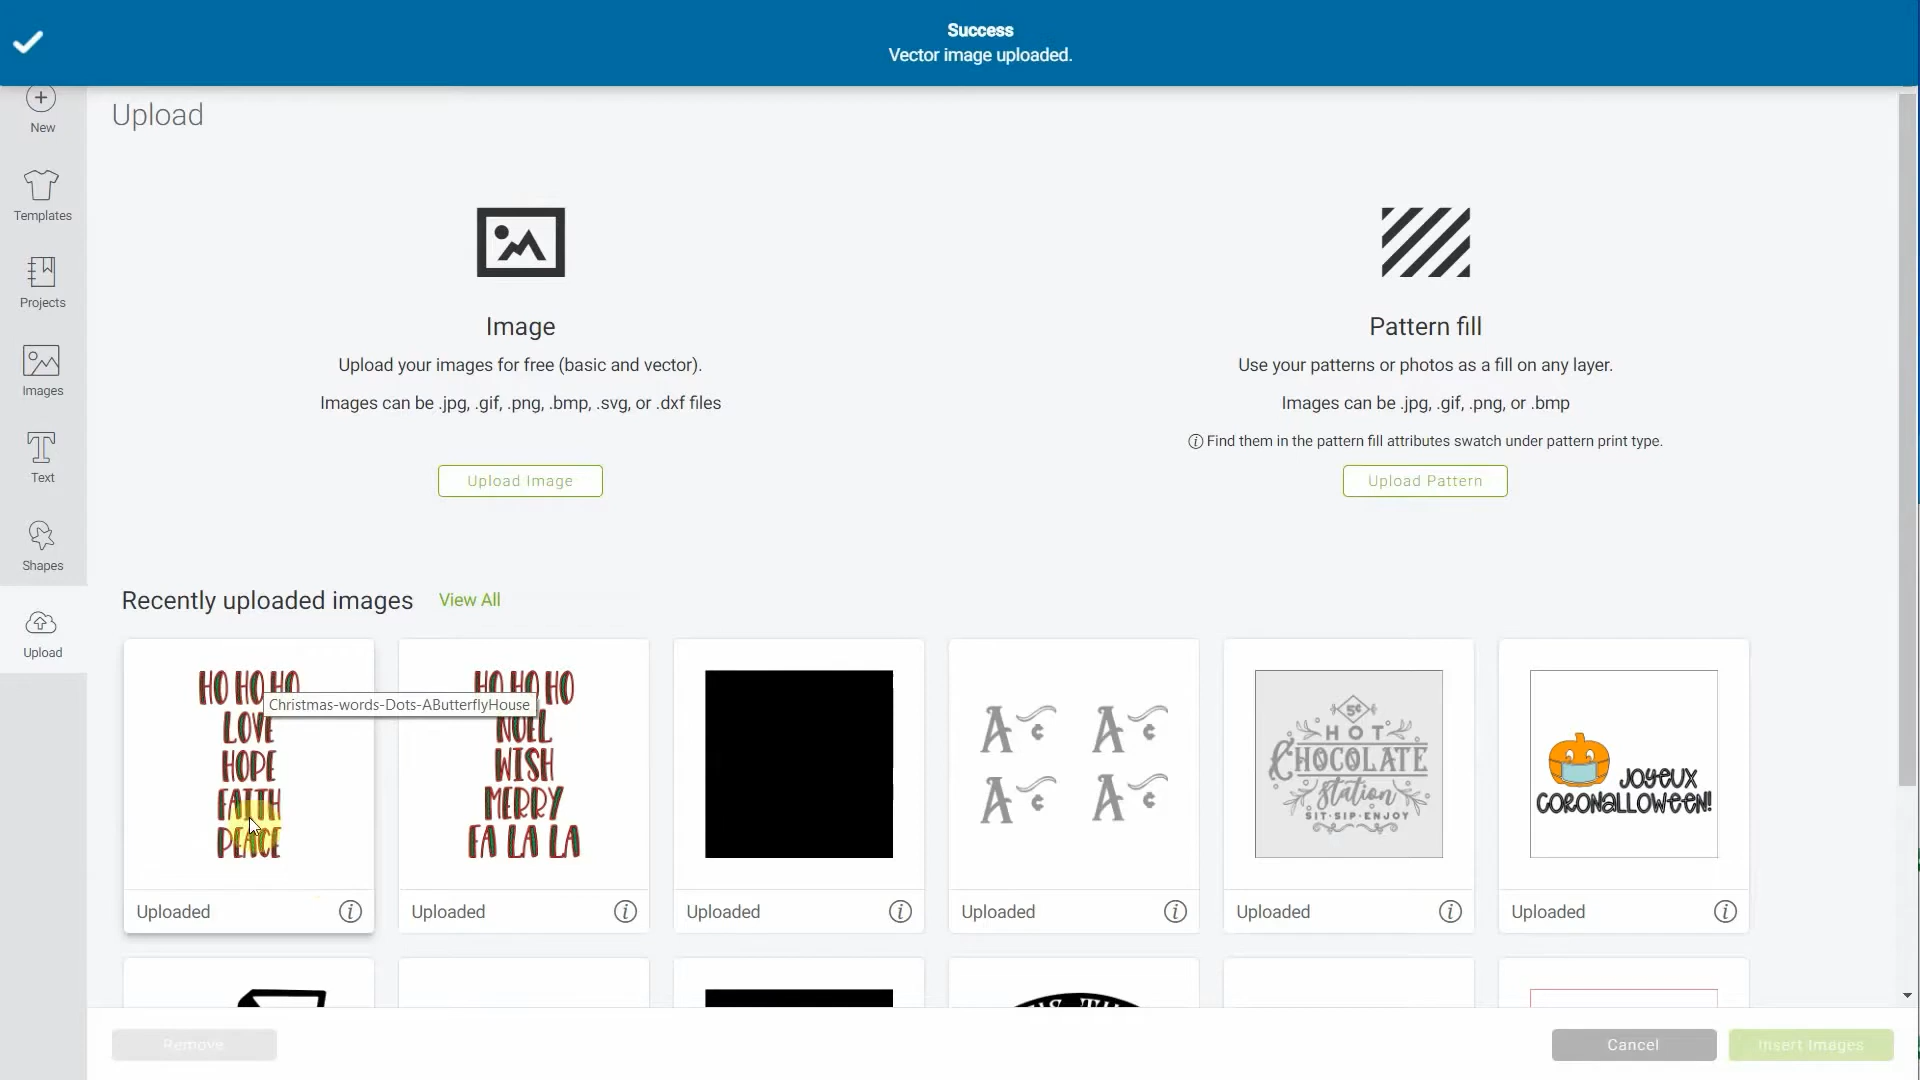 Success
Vector image uploaded.
New
Templates
Projects
Images
Text
Shapes
Upload
Upload
Image
Upload your images for free (basic and vector).
Images can be .jpg, .gif, .png, .bmp, .svg, or .dxf files
Upload Image
Pattern fill
Use your patterns or photos as a fill on any layer.
Images can be .jpg, .gif, .png, or .bmp
Find them in the pattern fill attributes swatch under pattern print type.
Upload Pattern
Recently uploaded images View All
HO HO HO
LOVE
HOPE
FAITH
PEACE
Christmas-words-Dots-AButterflyHouse
HO HO HO
NOEL
WISH
MERRY
FA LA LA
A ¢ A ¢
A ¢ A ¢
5¢
HOT
CHOCOLATE
Station
SIT·SIP·ENJOY
JOYEUX
CORONALLOWEEN!
Uploaded
Uploaded
Uploaded
Uploaded
Uploaded
Uploaded
Remove
Cancel
Insert Images